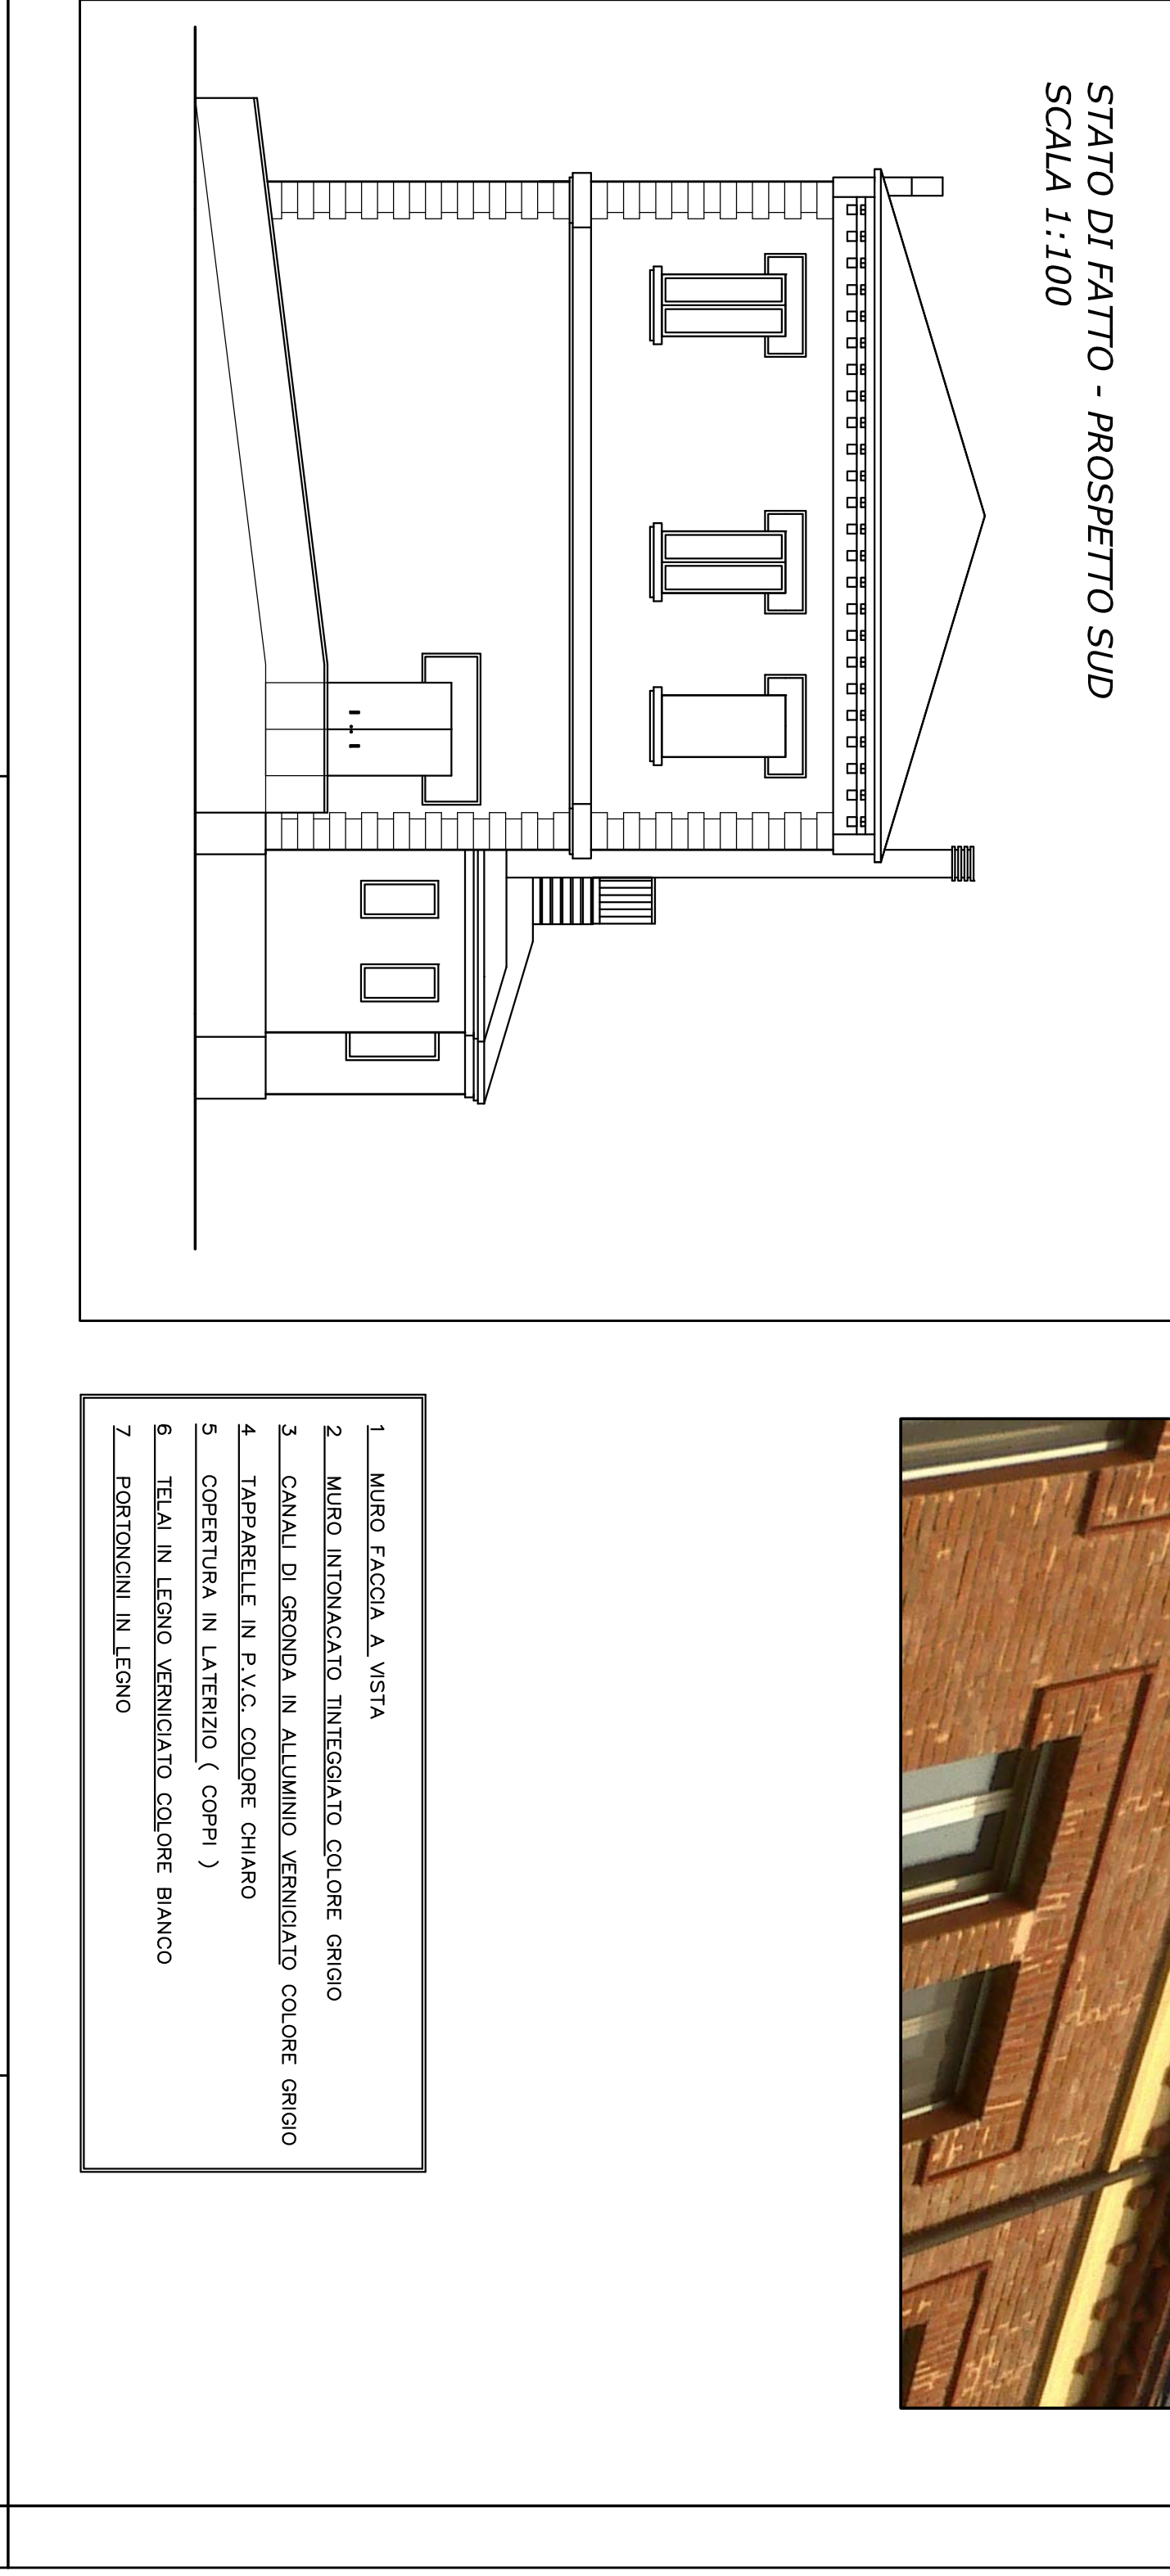 STATO DI FATTO - PROSPETTO SUD
SCALA 1:100
1 MURO FACCIA A VISTA
2 MURO INTONACATO TINTEGGIATO COLORE GRIGIO
3 CANALI DI GRONDA IN ALLUMINIO VERNICIATO COLORE GRIGIO
4 TAPPARELLE IN P.V.C. COLORE CHIARO
5 COPERTURA IN LATERIZIO ( COPPI )
6 TELAI IN LEGNO VERNICIATO COLORE BIANCO
7 PORTONCINI IN LEGNO